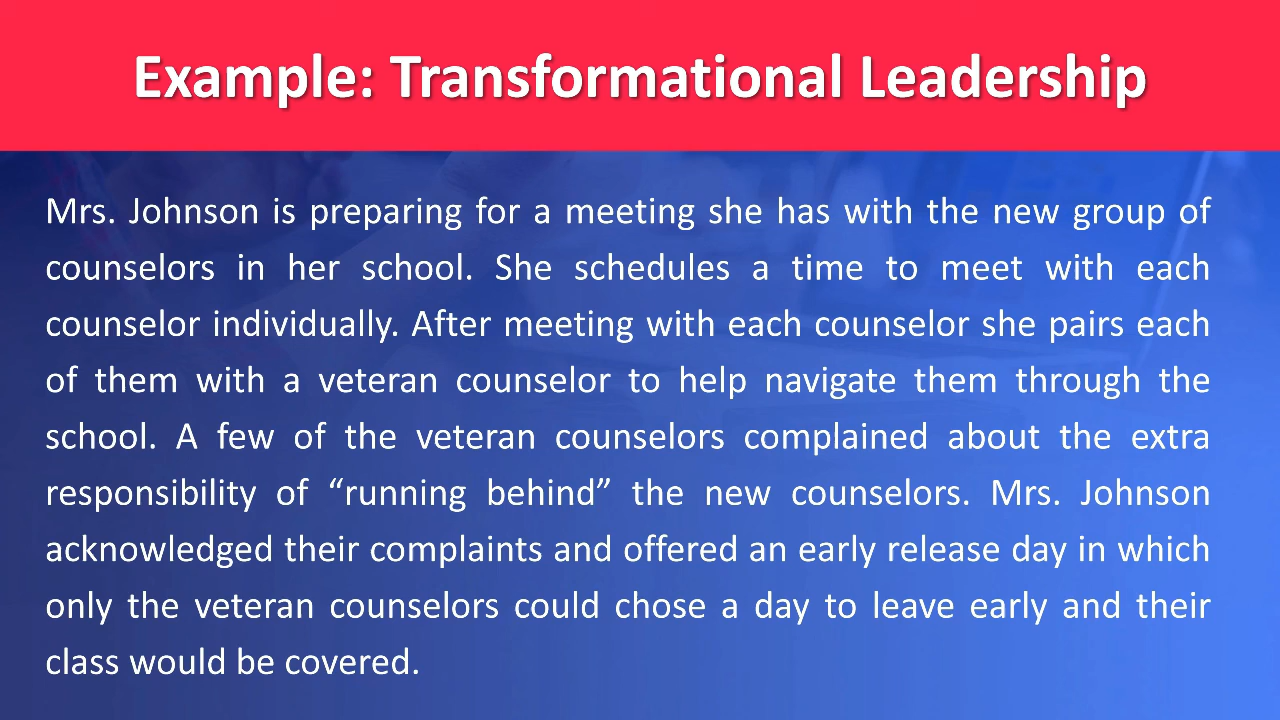 Example: Transformational Leadership
Mrs. Johnson is preparing for a meeting she has with the new group of
counselors in her school. She schedules a time to meet with each
counselor individually. After meeting with each counselor she pairs each
of them with a veteran counselor to help navigate them through the
school. A few of the veteran counselors complained about the extra
responsibility of “running behind” the new counselors. Mrs. Johnson
acknowledged their complaints and offered an early release day in which
only the veteran counselors could chose a day to leave early and their
class would be covered.